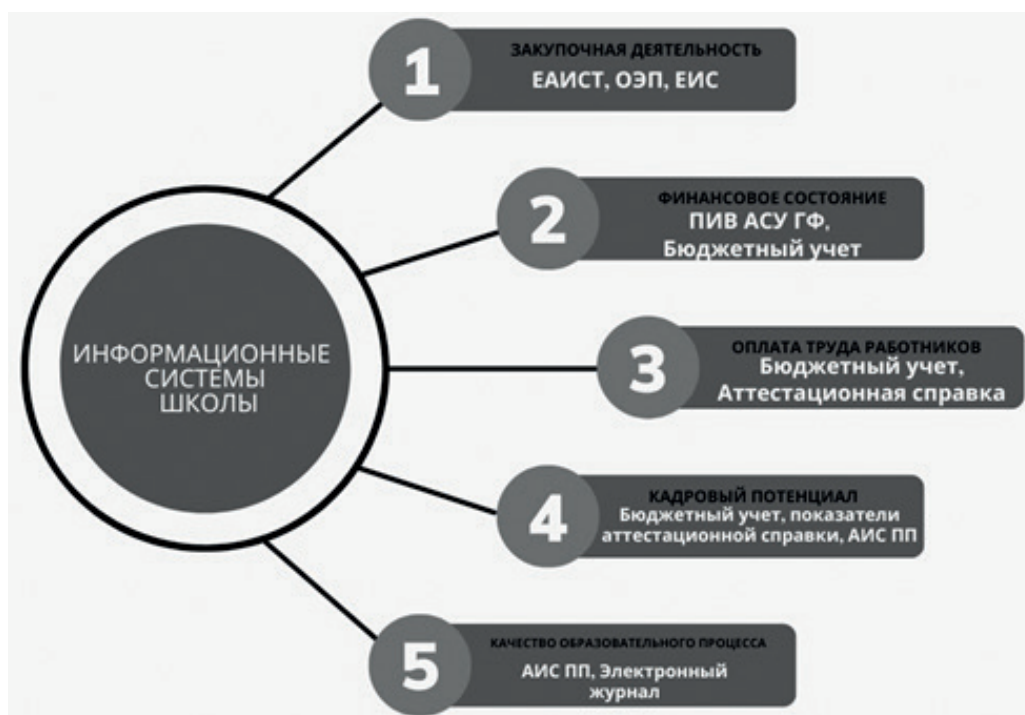 ИНФОРМАЦИОННЫЕ
СИСТЕМЫ
ШКОЛЫ
1
ЗАКУПОЧНАЯ ДЕЯТЕЛЬНОСТЬ
ЕАИСТ, ОЭП, ЕИС
2
ФИНАНСОВОЕ СОСТОЯНИЕ
ПИВ АСУ ГФ,
Бюджетный учет
3
ОПЛАТА ТРУДА РАБОТНИКОВ
Бюджетный учет,
Аттестационная справка
4
КАДРОВЫЙ ПОТЕНЦИАЛ
Бюджетный учет, показатели
аттестационной справки, АИС ПП
5
КАЧЕСТВО ОБРАЗОВАТЕЛЬНОГО ПРОЦЕССА
АИС ПП, Электронный
журнал